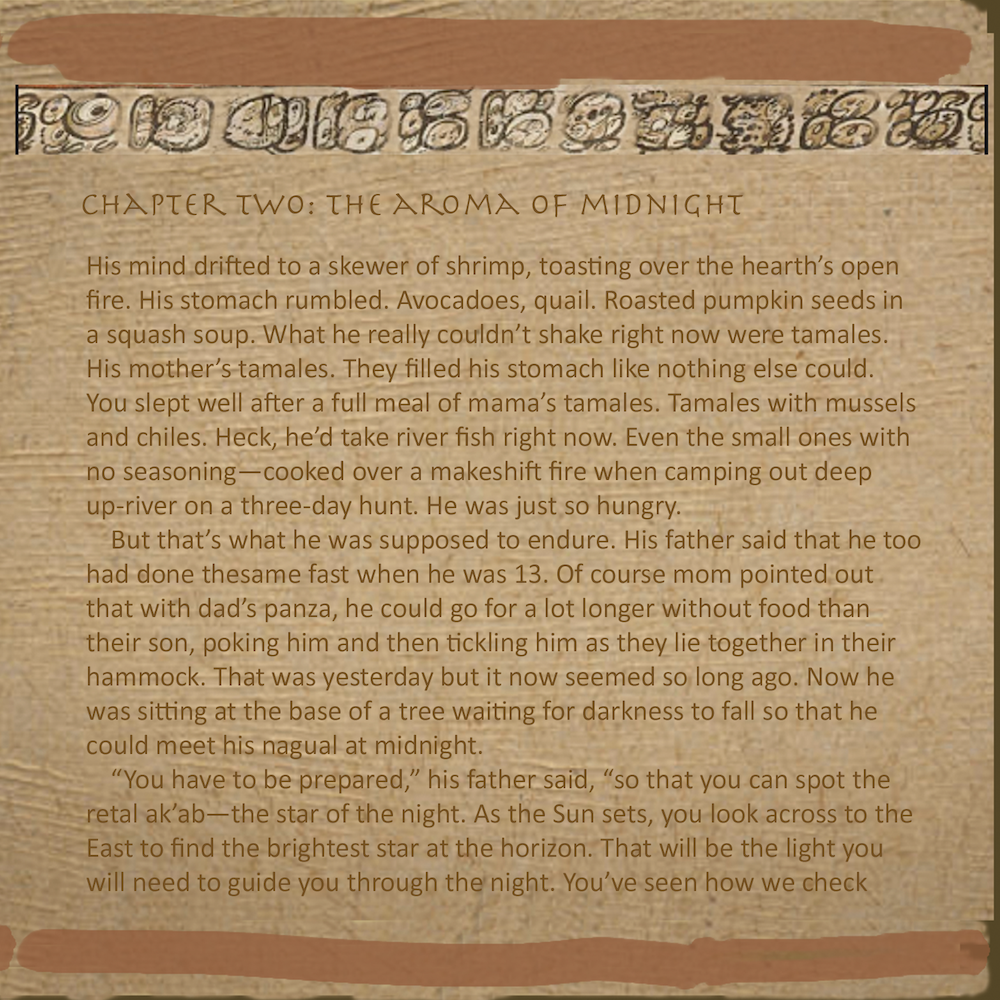 CHAPTER TWO: THE AROMA OF MIDNIGHT
His mind drifted to a skewer of shrimp, toasting over the hearth’s open
fire. His stomach rumbled. Avocadoes, quail. Roasted pumpkin seeds in
a squash soup. What he really couldn’t shake right now were tamales.
His mother’s tamales. They filled his stomach like nothing else could.
You slept well after a full meal of mama’s tamales. Tamales with mussels
and chiles. Heck, he’d take river fish right now. Even the small ones with
no seasoning—cooked over a makeshift fire when camping out deep
up-river on a three-day hunt. He was just so hungry.
But that’s what he was supposed to endure. His father said that he too
had done thesame fast when he was 13. Of course mom pointed out
that with dad’s panza, he could go for a lot longer without food than
their son, poking him and then tickling him as they lie together in their
hammock. That was yesterday but it now seemed so long ago. Now he
was sitting at the base of a tree waiting for darkness to fall so that he
could meet his nagual at midnight.
“You have to be prepared,” his father said, “so that you can spot the
retal ak’ab—the star of the night. As the Sun sets, you look across to the
East to find the brightest star at the horizon. That will be the light you
will need to guide you through the night. You’ve seen how we check